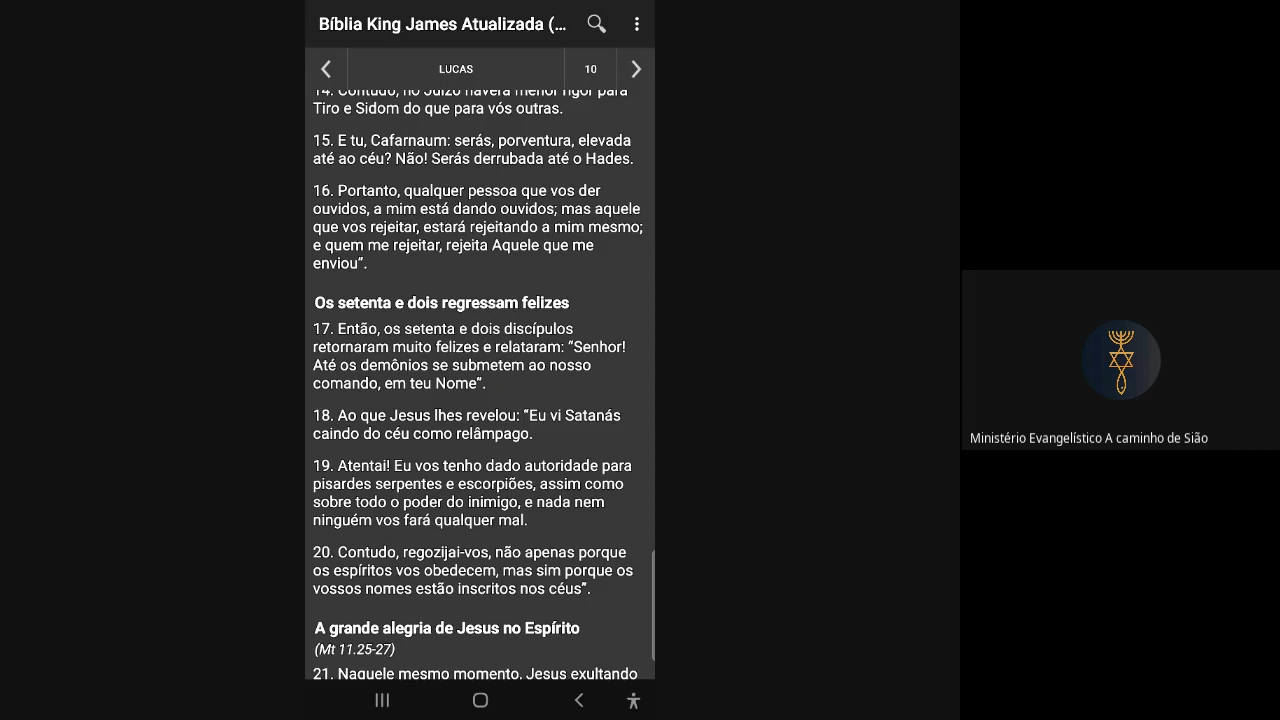 Bíblia King James Atualizada (...
LUCAS
10
14. Contudo, no Juízo haverá menor rigor para
Tiro e Sidom do que para vós outras.
15. E tu, Cafarnaum: serás, porventura, elevada
até ao céu? Não! Serás derrubada até o Hades.
16. Portanto, qualquer pessoa que vos der
ouvidos, a mim está dando ouvidos; mas aquele
que vos rejeitar, estará rejeitando a mim mesmo;
e quem me rejeitar, rejeita Aquele que me
enviou”.
Os setenta e dois regressam felizes
17. Então, os setenta e dois discípulos
retornaram muito felizes e relataram: “Senhor!
Até os demônios se submetem ao nosso
comando, em teu Nome”.
18. Ao que Jesus lhes revelou: “Eu vi Satanás
caindo do céu como relâmpago.
19. Atentai! Eu vos tenho dado autoridade para
pisardes serpentes e escorpiões, assim como
sobre todo o poder do inimigo, e nada nem
ninguém vos fará qualquer mal.
20. Contudo, regozijai-vos, não apenas porque
os espíritos vos obedecem, mas sim porque os
vossos nomes estão inscritos nos céus”.
A grande alegria de Jesus no Espírito
(Mt 11.25-27)
21. Naquele mesmo momento, Jesus exultando
Ministério Evangelístico A caminho de Sião